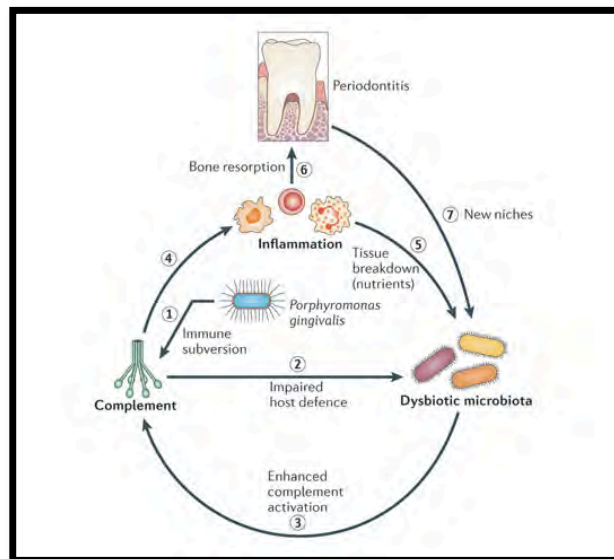 Periodontitis
Bone resorption
6
7 New niches
Inflammation
4
5
Tissue
breakdown
(nutrients)
1
Porphyromonas
gingivalis
Immune
subversion
2
Impaired
host defence
Complement
Dysbiotic microbiota
Enhanced
complement
activation
3